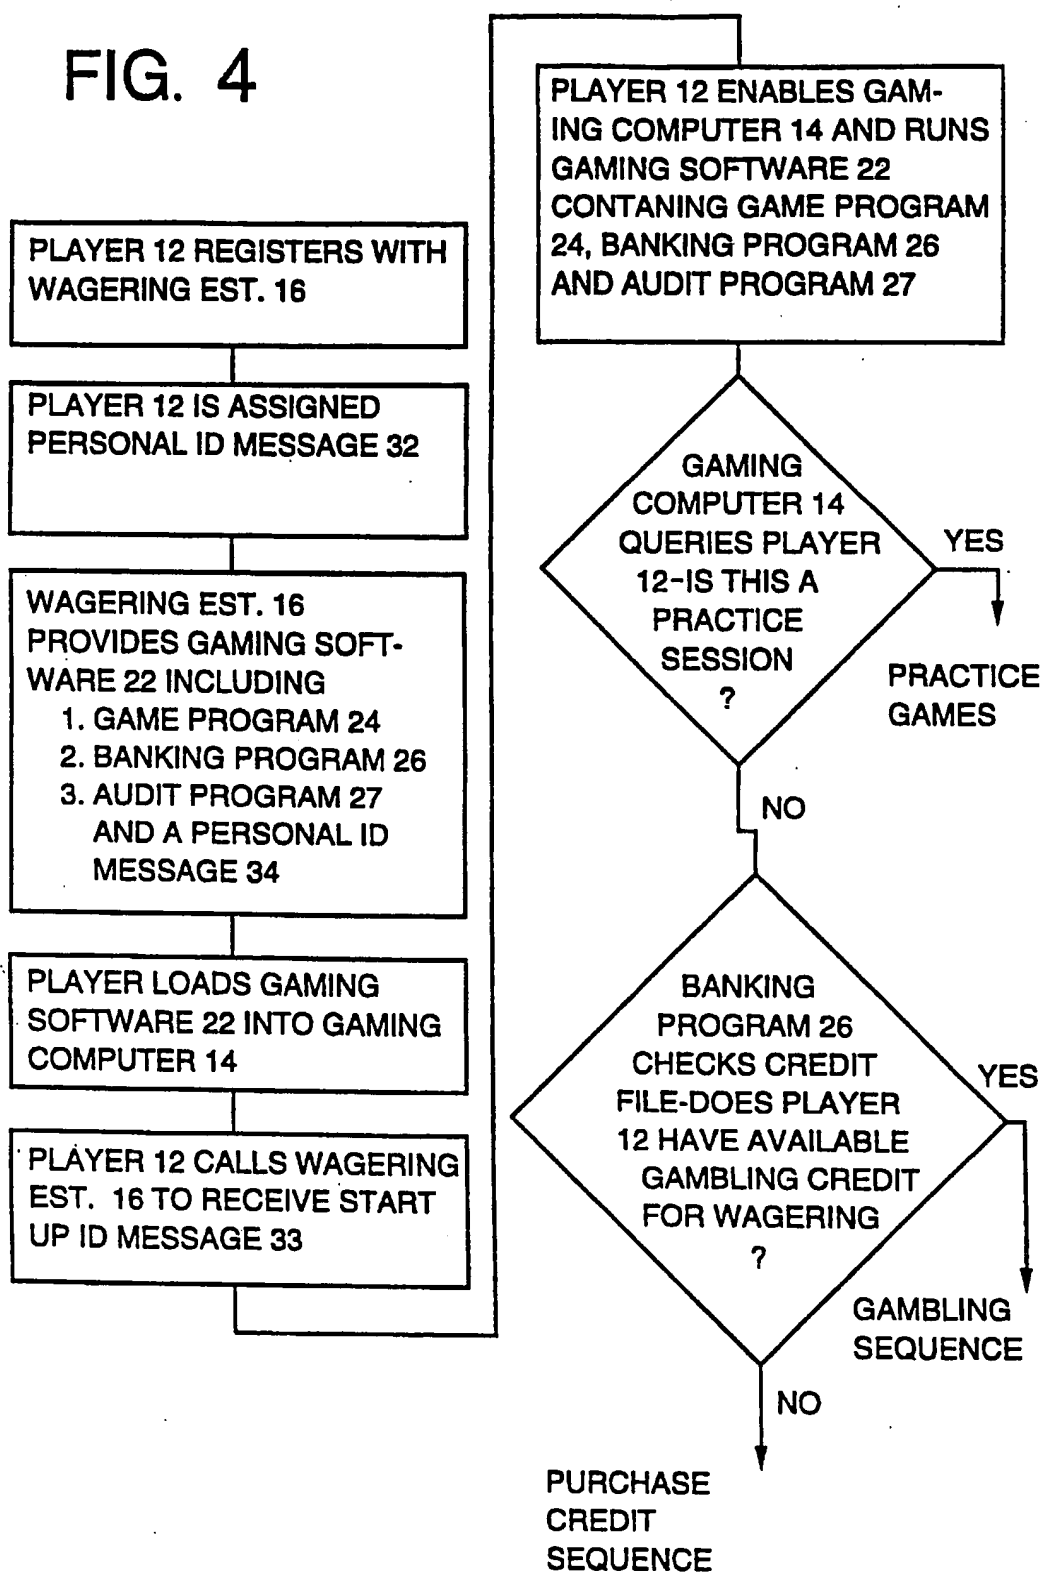 FIG. 4
PLAYER 12 REGISTERS WITH
WAGERING EST. 16
PLAYER 12 IS ASSIGNED
PERSONAL ID MESSAGE 32
WAGERING EST. 16
PROVIDES GAMING SOFT-
WARE 22 INCLUDING
1. GAME PROGRAM 24
2. BANKING PROGRAM 26
3. AUDIT PROGRAM 27
AND A PERSONAL ID
MESSAGE 34
PLAYER LOADS GAMING
SOFTWARE 22 INTO GAMING
COMPUTER 14
PLAYER 12 CALLS WAGERING
EST. 16 TO RECEIVE START
UP ID MESSAGE 33
PLAYER 12 ENABLES GAM-
ING COMPUTER 14 AND RUNS
GAMING SOFTWARE 22
CONTANING GAME PROGRAM
24, BANKING PROGRAM 26
AND AUDIT PROGRAM 27
GAMING
COMPUTER 14
QUERIES PLAYER
12-IS THIS A
PRACTICE
SESSION
?
YES
PRACTICE
GAMES
NO
BANKING
PROGRAM 26
CHECKS CREDIT
FILE-DOES PLAYER
12 HAVE AVAILABLE
GAMBLING CREDIT
FOR WAGERING
?
YES
GAMBLING
SEQUENCE
NO
PURCHASE
CREDIT
SEQUENCE